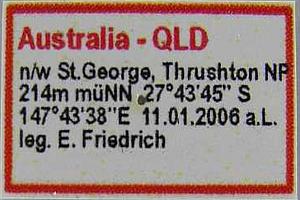 Australia - QLD
n/w St.George, Thrushton NP
214m müNN 27°43'45" S
147°43'38"E 11.01.2006 a.L.
leg. E. Friedrich